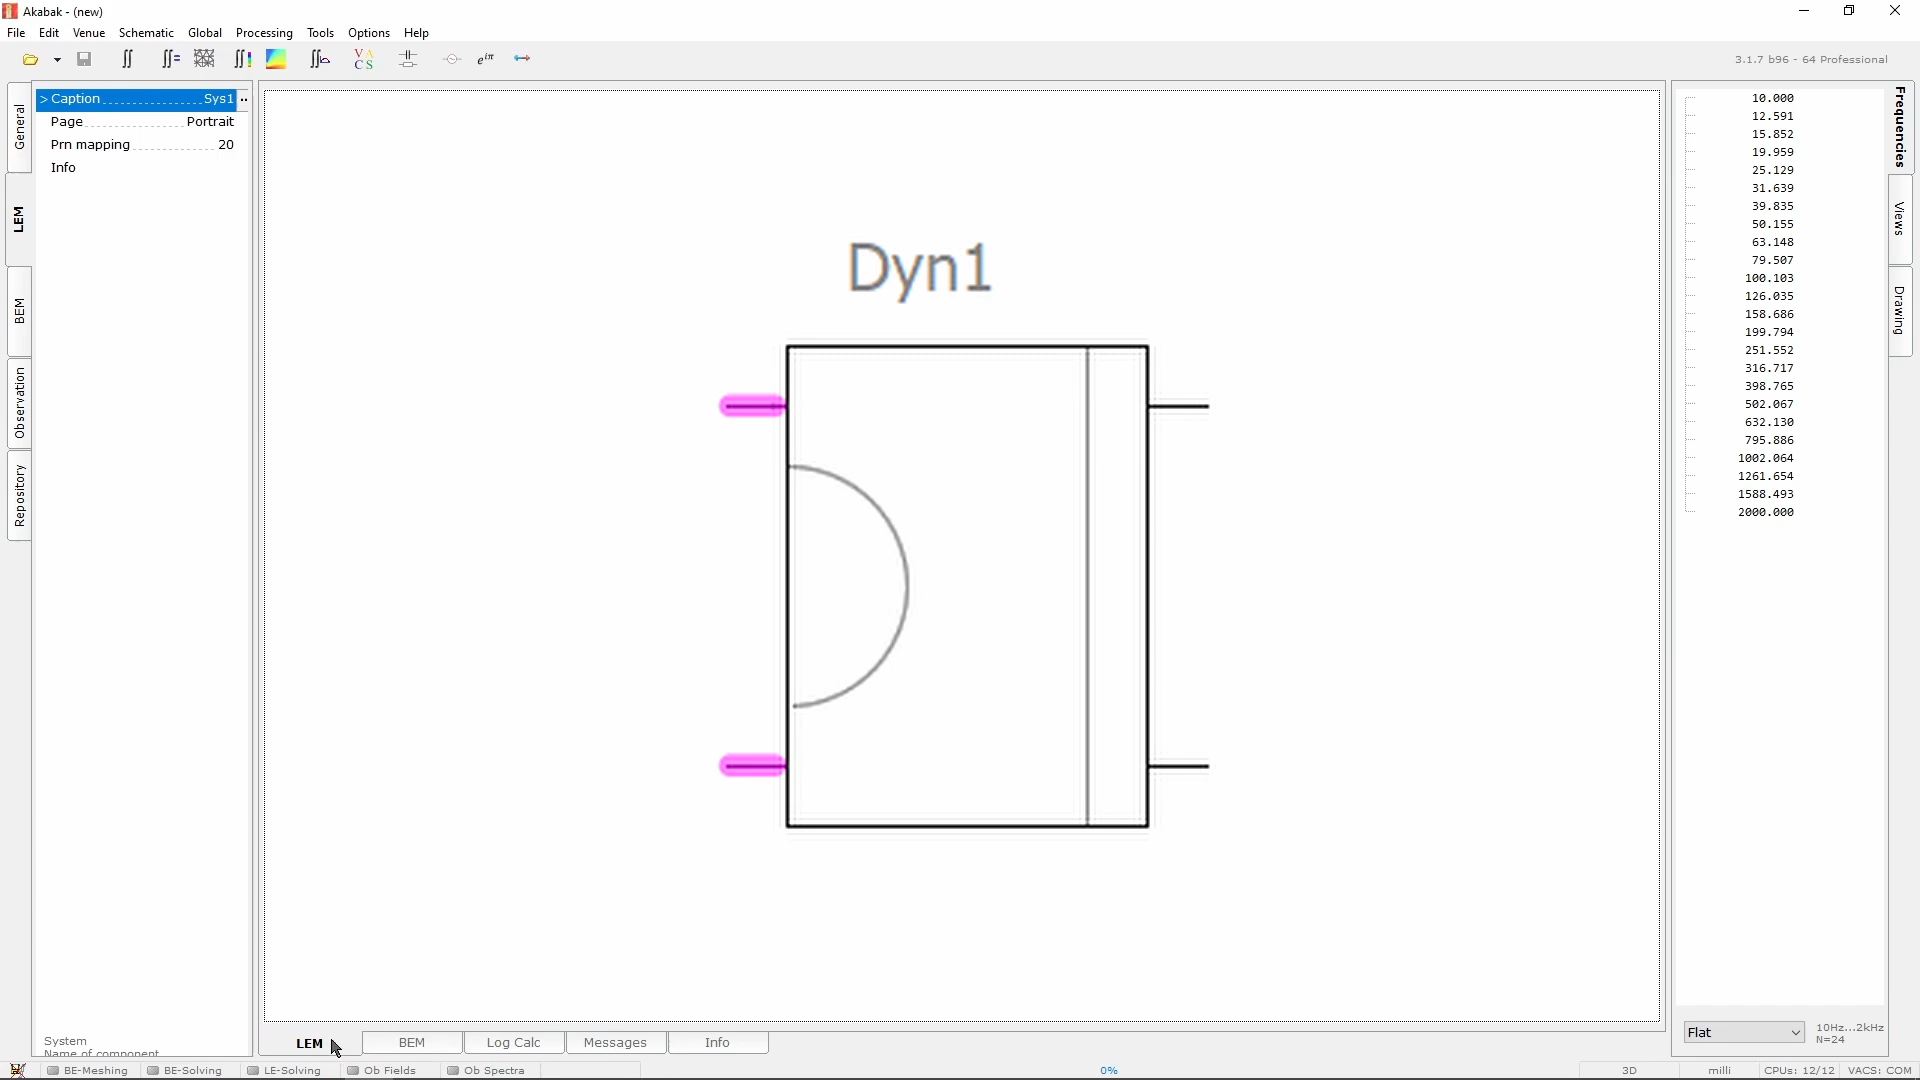 Akabak - (new)
File Edit Venue Schematic Global Processing Tools Options Help
VACS
e^iπ
3.1.7 b96 - 64 Professional
General
LEM
BEM
Observation
Repository
>Caption Sys1 ..
Page Portrait
Prn mapping 20
Info
System
Name of component
Dyn1
10.000
12.591
15.852
19.959
25.129
31.639
39.835
50.155
63.148
79.507
100.103
126.035
158.686
199.794
251.552
316.717
398.765
502.067
632.130
795.886
1002.064
1261.654
1588.493
2000.000
Frequencies
Views
Drawing
Flat
10Hz...2kHz
N=24
LEM BEM Log Calc Messages Info
BE-Meshing BE-Solving LE-Solving Ob Fields Ob Spectra 0% 3D milli CPUs: 12/12 VACS: COM